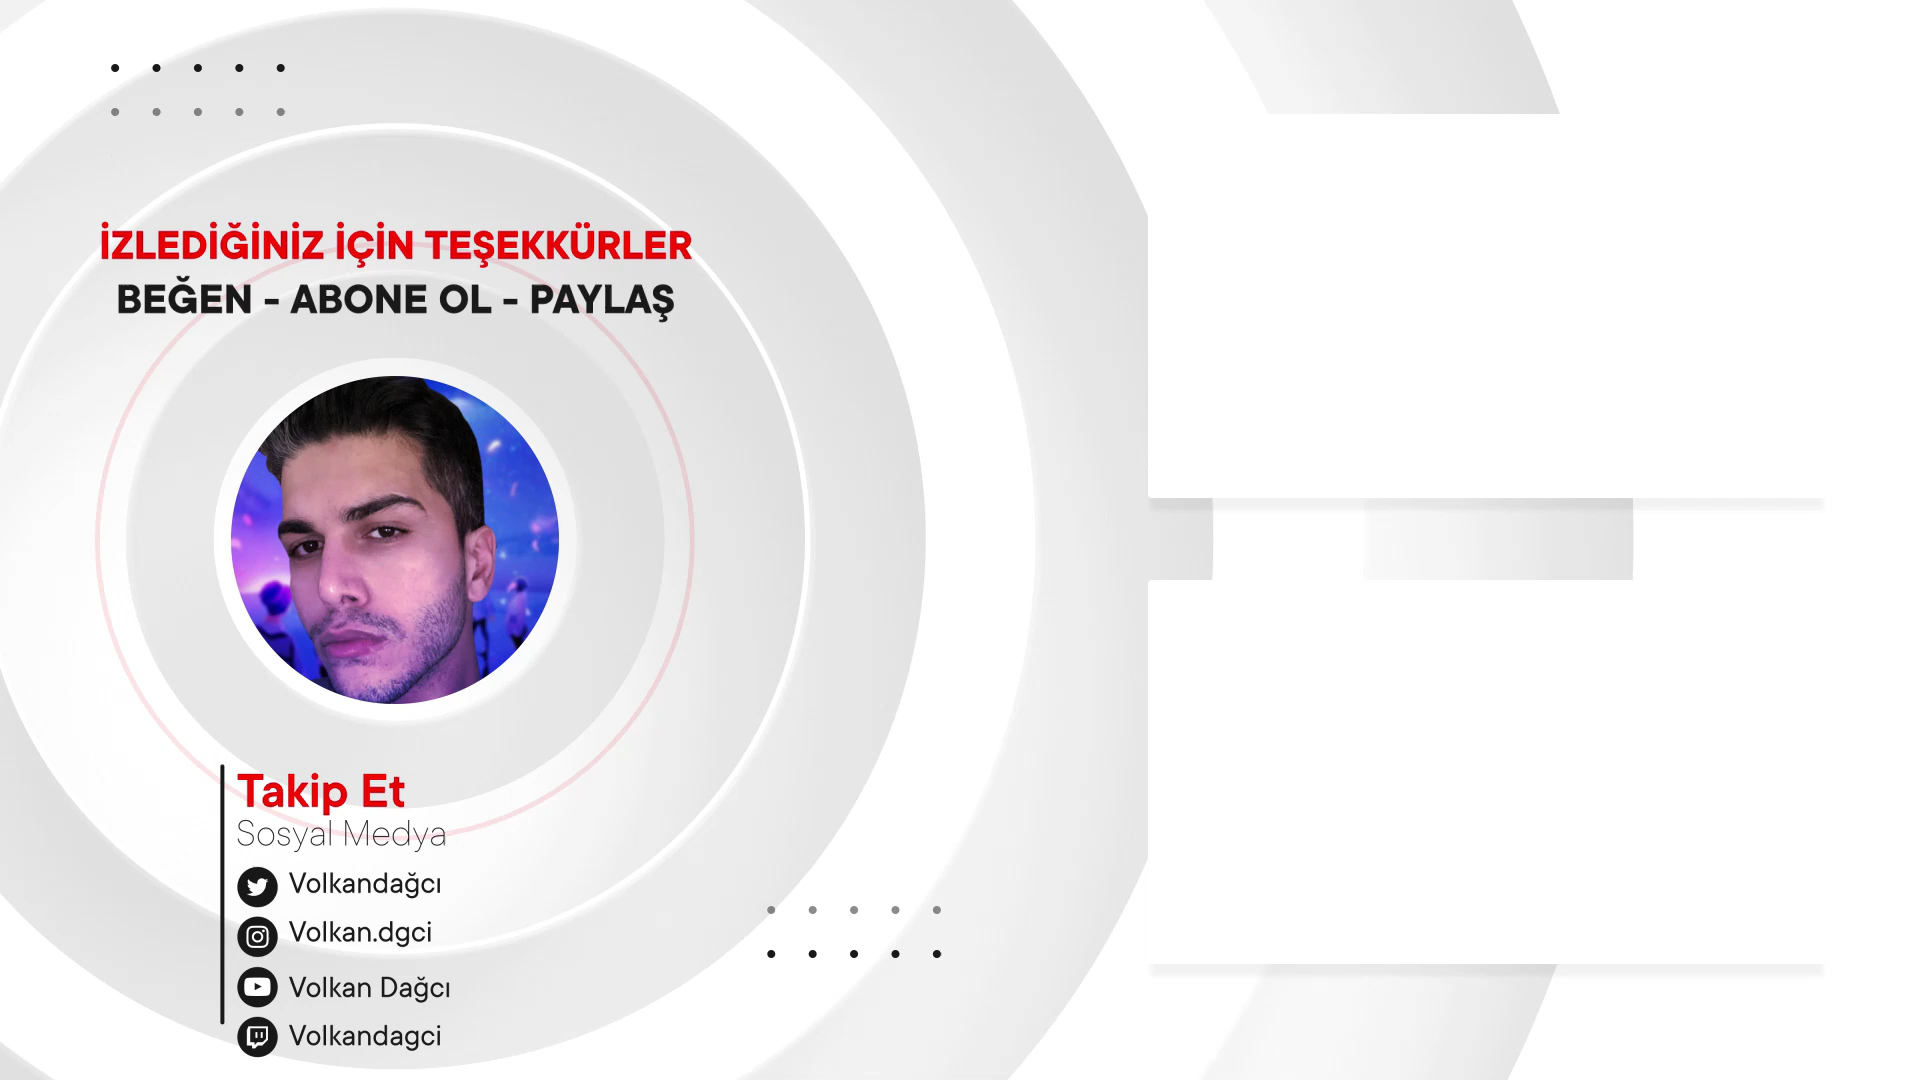 İZLEDİĞİNİZ İÇİN TEŞEKKÜRLER
BEĞEN - ABONE OL - PAYLAŞ
Takip Et
Sosyal Medya
Volkandağcı
Volkan.dgci
Volkan Dağcı
Volkandagci